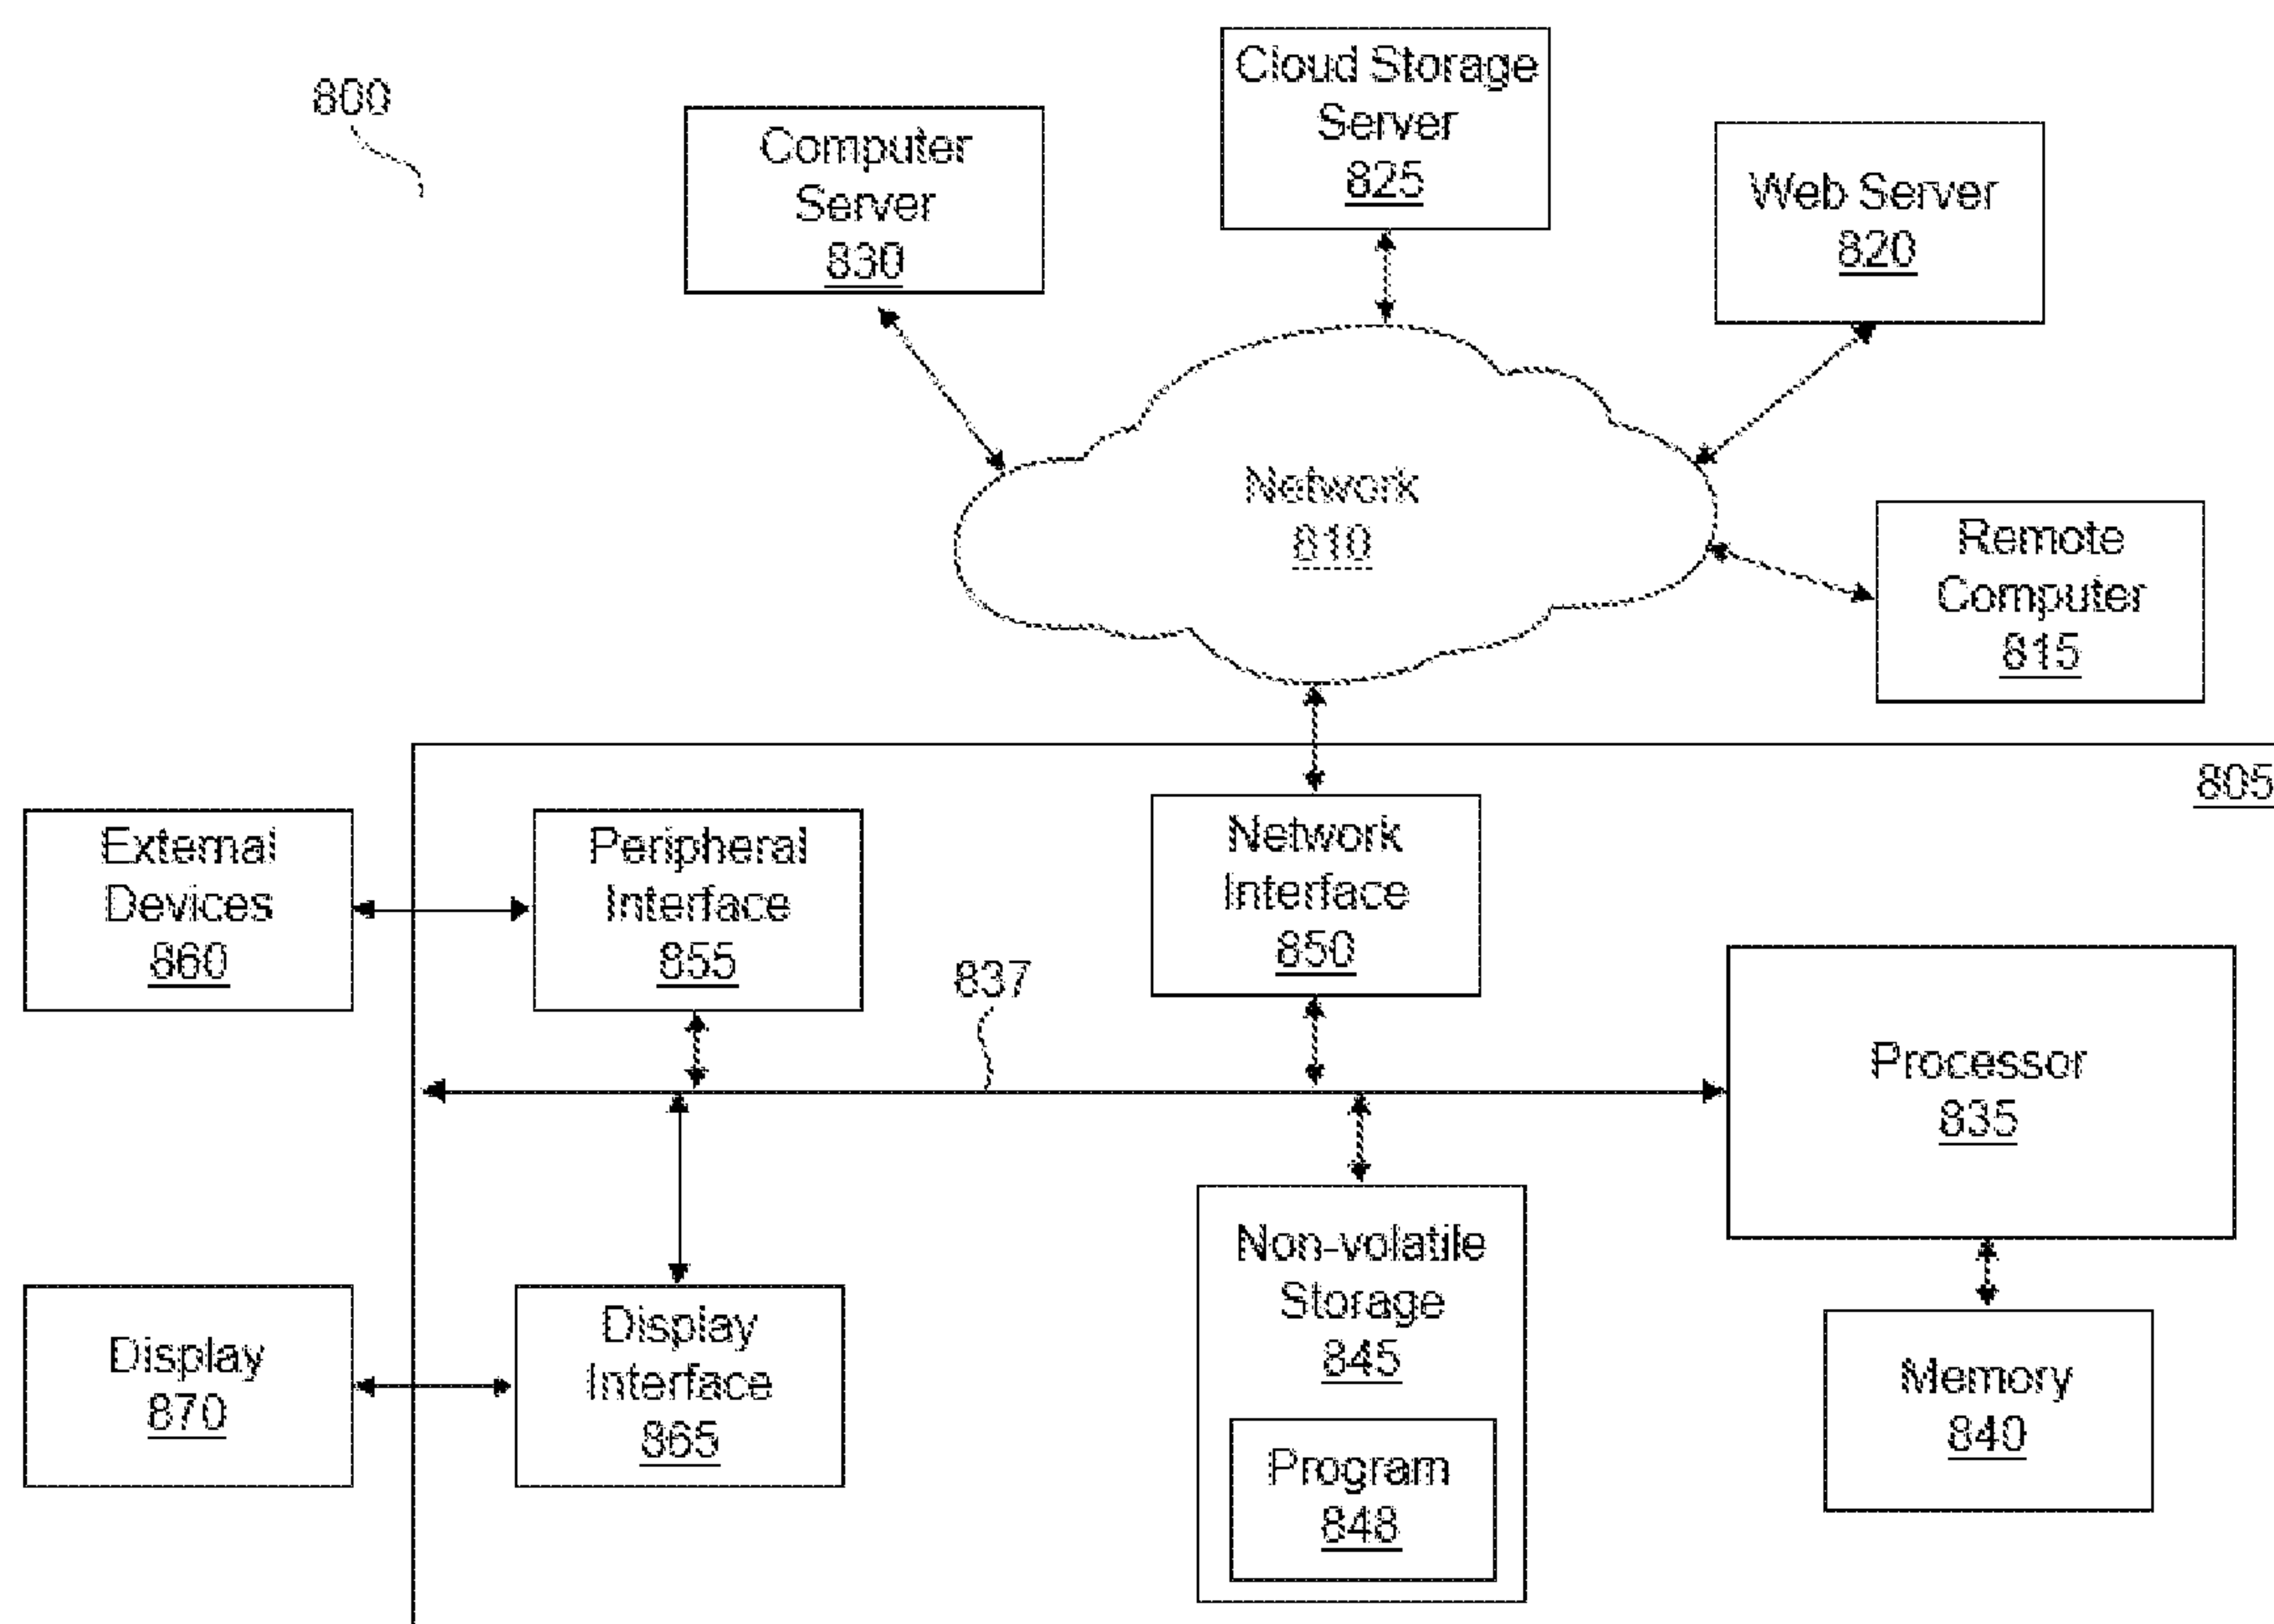 800
Computer
Server
830
Cloud Storage
Server
825
Web Server
820
Network
810
Remote
Computer
815
805
External
Devices
860
Peripheral
Interface
855
Network
Interface
850
837
Processor
835
Display
870
Display
Interface
865
Non-volatile
Storage
845
Program
848
Memory
840